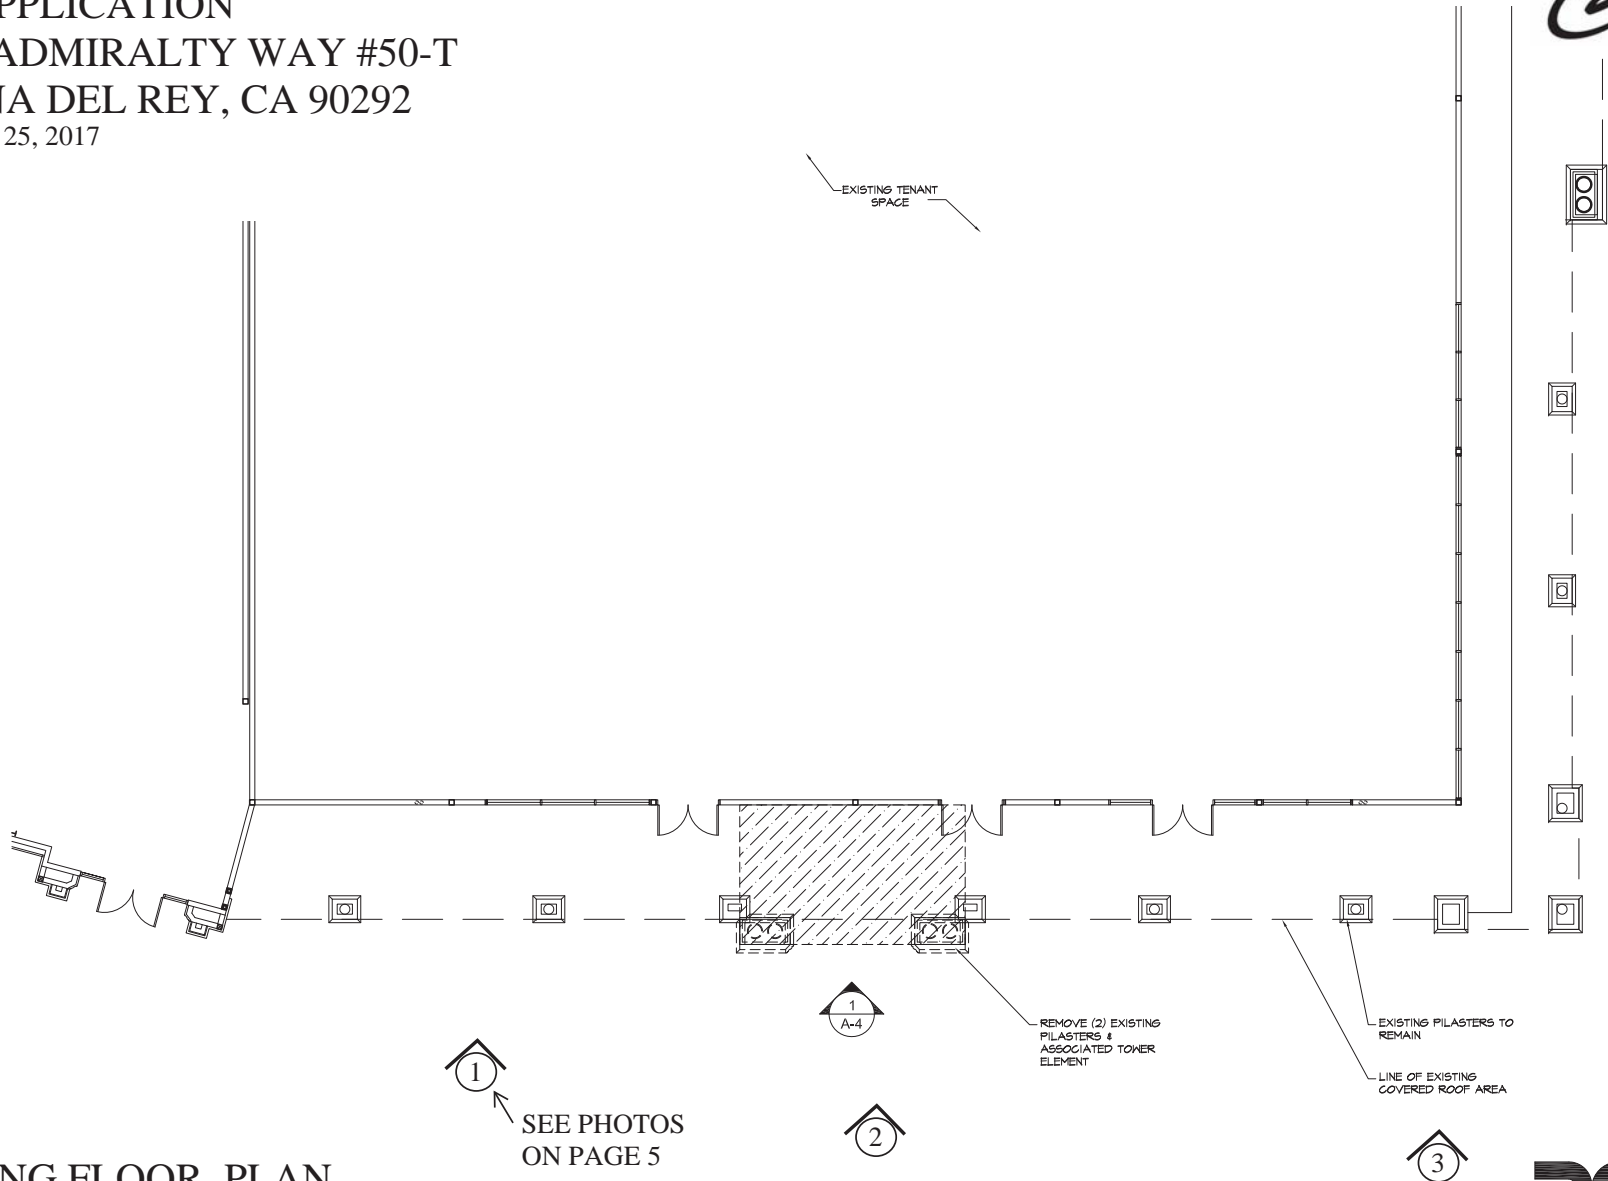 PPLICATION
ADMIRALTY WAY #50-T
NA DEL REY, CA 90292
25, 2017
EXISTING TENANT
SPACE
1
A-4
REMOVE (2) EXISTING
PILASTERS &
ASSOCIATED TOWER
ELEMENT
EXISTING PILASTERS TO
REMAIN
LINE OF EXISTING
COVERED ROOF AREA
1
SEE PHOTOS
ON PAGE 5
2
3
NG FLOOR PLAN